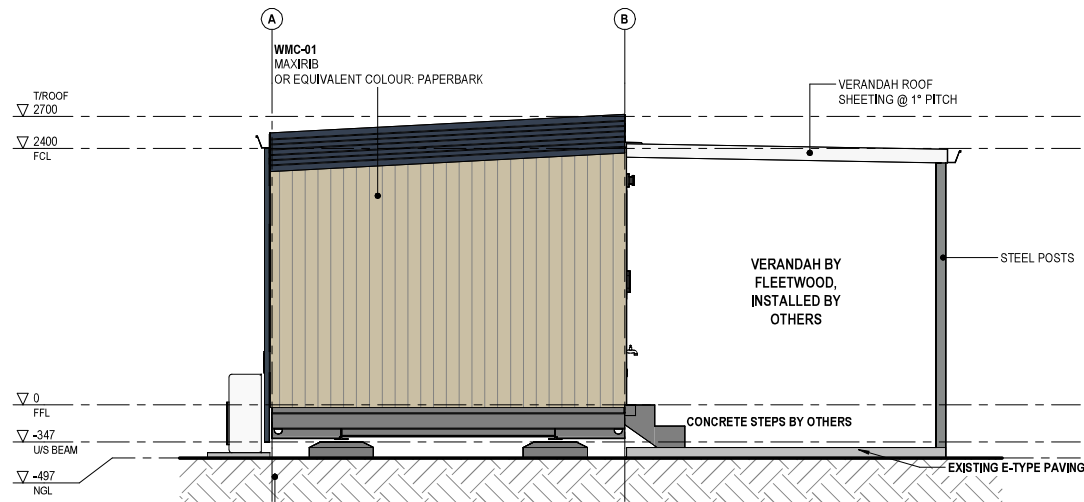 A
B
WMC-01
MAXIRIB
OR EQUIVALENT COLOUR: PAPERBARK
VERANDAH ROOF
SHEETING @ 1° PITCH
T/ROOF
2700
2400
FCL
STEEL POSTS
VERANDAH BY
FLEETWOOD,
INSTALLED BY
OTHERS
0
FFL
CONCRETE STEPS BY OTHERS
-347
U/S BEAM
EXISTING E-TYPE PAVING
-497
NGL